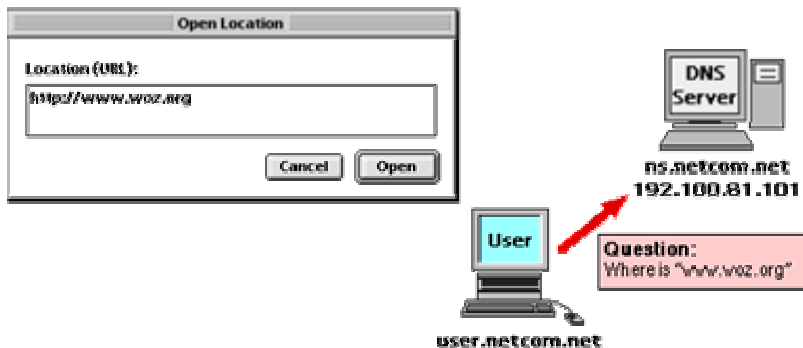 Open Location
Location (URL):
http://www.woz.org
Cancel
Open
DNS
Server
ns.netcom.net
192.100.81.101
User
Question:
Where is "www.woz.org"
user.netcom.net